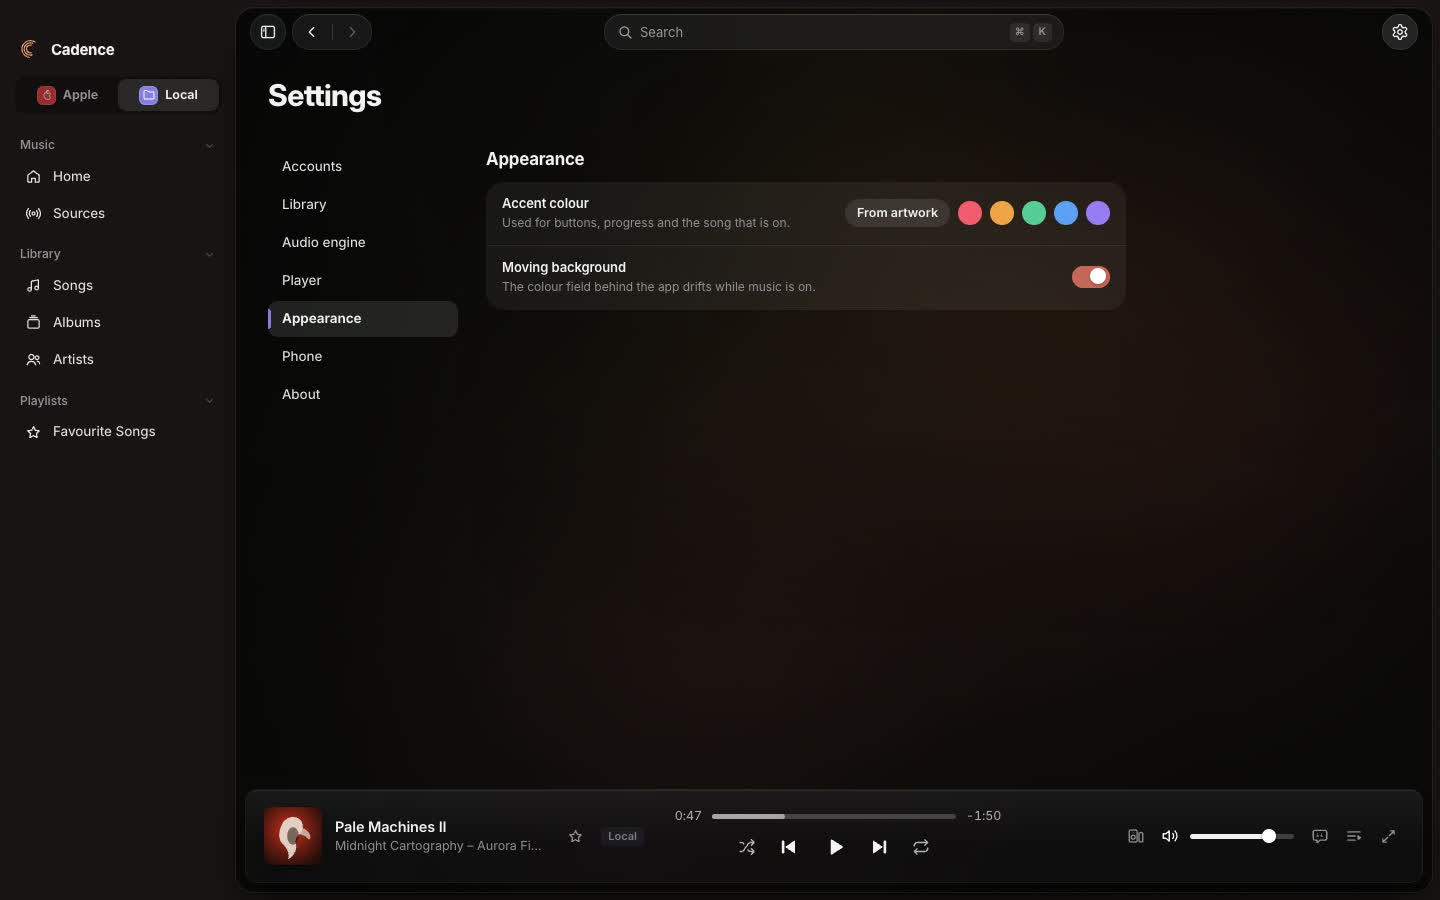 Cadence
Apple
Local
Music
Home
Sources
Library
Songs
Albums
Artists
Playlists
Favourite Songs
Search
⌘ K
Settings
Accounts
Library
Audio engine
Player
Appearance
Phone
About
Appearance
Accent colour
Used for buttons, progress and the song that is on.
From artwork
Moving background
The colour field behind the app drifts while music is on.
Pale Machines II
Midnight Cartography – Aurora Fi...
Local
0:47
-1:50